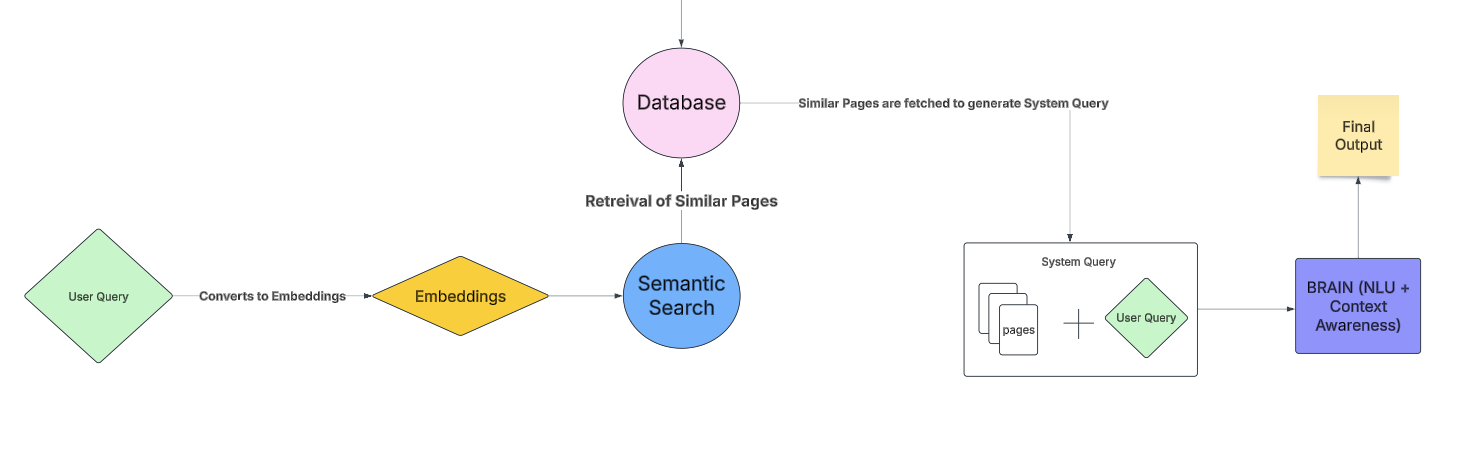 Database
Similar Pages are fetched to generate System Query
Final
Output
Retreival of Similar Pages
User Query
Converts to Embeddings
Embeddings
Semantic
Search
System Query
pages
User Query
BRAIN (NLU +
Context
Awareness)